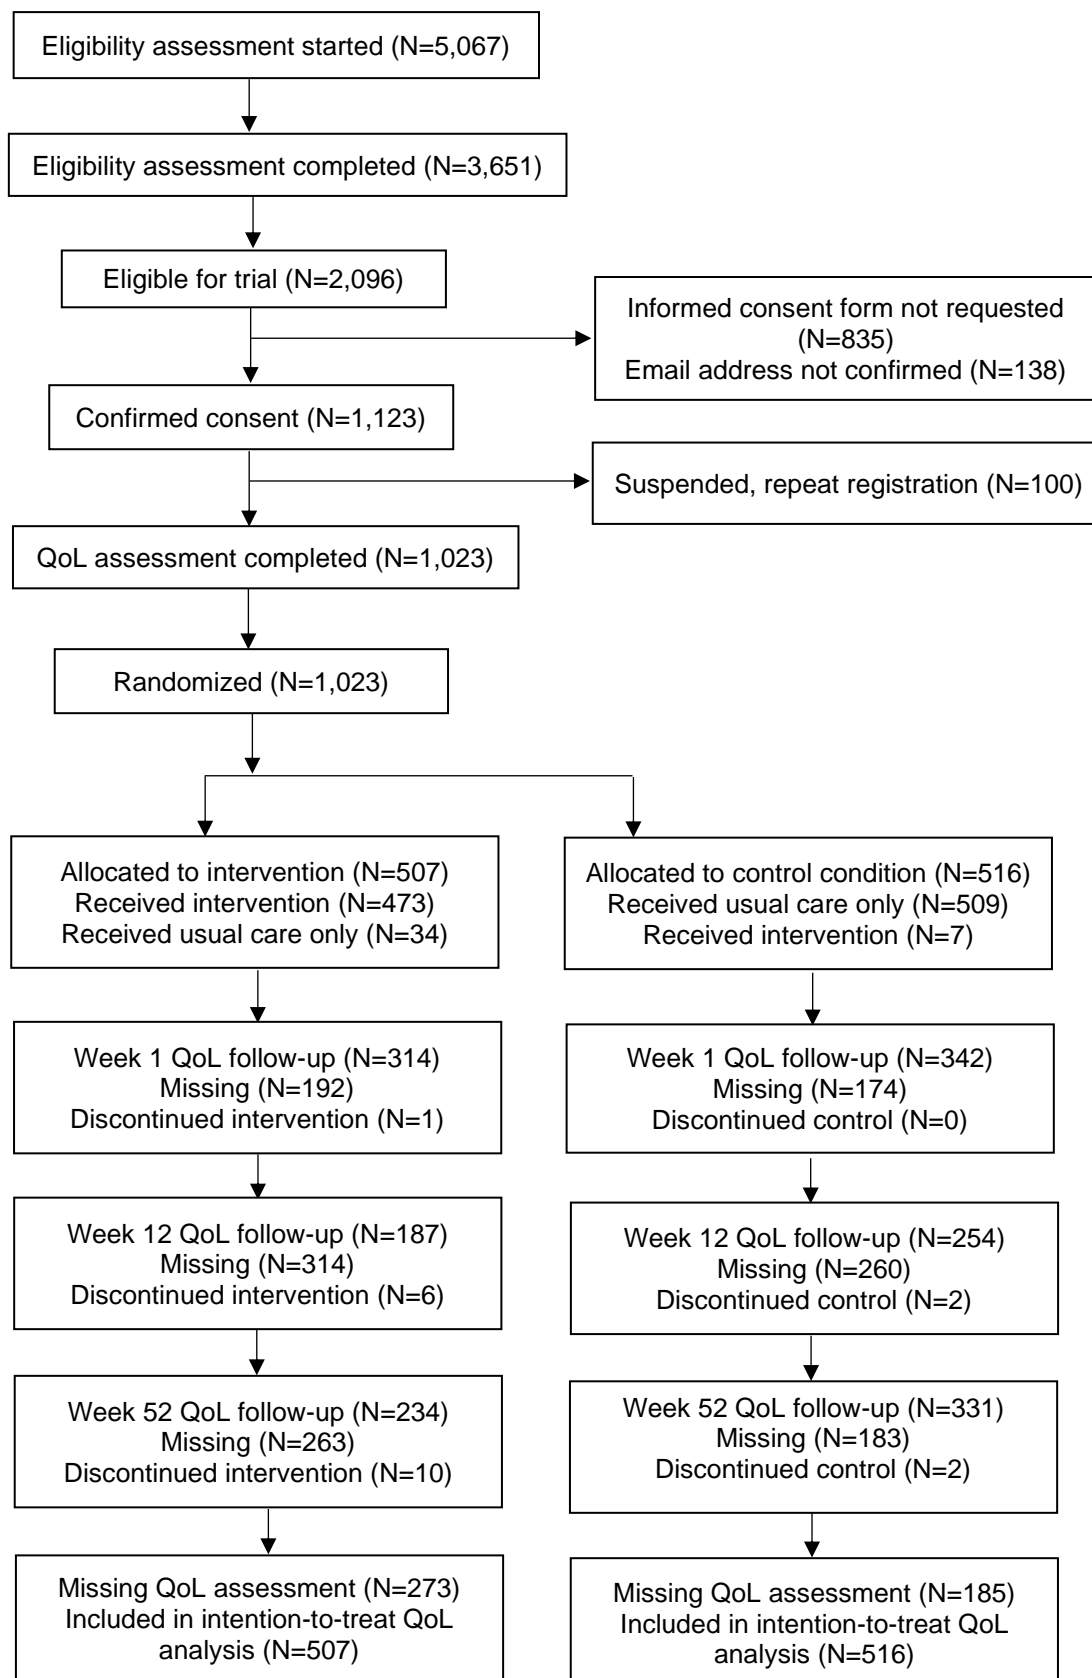 Eligibility assessment started (N=5,067)
Eligibility assessment completed (N=3,651)
Eligible for trial (N=2,096)
Informed consent form not requested
(N=835)
Email address not confirmed (N=138)
Confirmed consent (N=1,123)
Suspended, repeat registration (N=100)
QoL assessment completed (N=1,023)
Randomized (N=1,023)
Allocated to intervention (N=507)
Received intervention (N=473)
Received usual care only (N=34)
Allocated to control condition (N=516)
Received usual care only (N=509)
Received intervention (N=7)
Week 1 QoL follow-up (N=314)
Missing (N=192)
Discontinued intervention (N=1)
Week 1 QoL follow-up (N=342)
Missing (N=174)
Discontinued control (N=0)
Week 12 QoL follow-up (N=187)
Missing (N=314)
Discontinued intervention (N=6)
Week 12 QoL follow-up (N=254)
Missing (N=260)
Discontinued control (N=2)
Week 52 QoL follow-up (N=234)
Missing (N=263)
Discontinued intervention (N=10)
Week 52 QoL follow-up (N=331)
Missing (N=183)
Discontinued control (N=2)
Missing QoL assessment (N=273)
Included in intention-to-treat QoL
analysis (N=507)
Missing QoL assessment (N=185)
Included in intention-to-treat QoL
analysis (N=516)